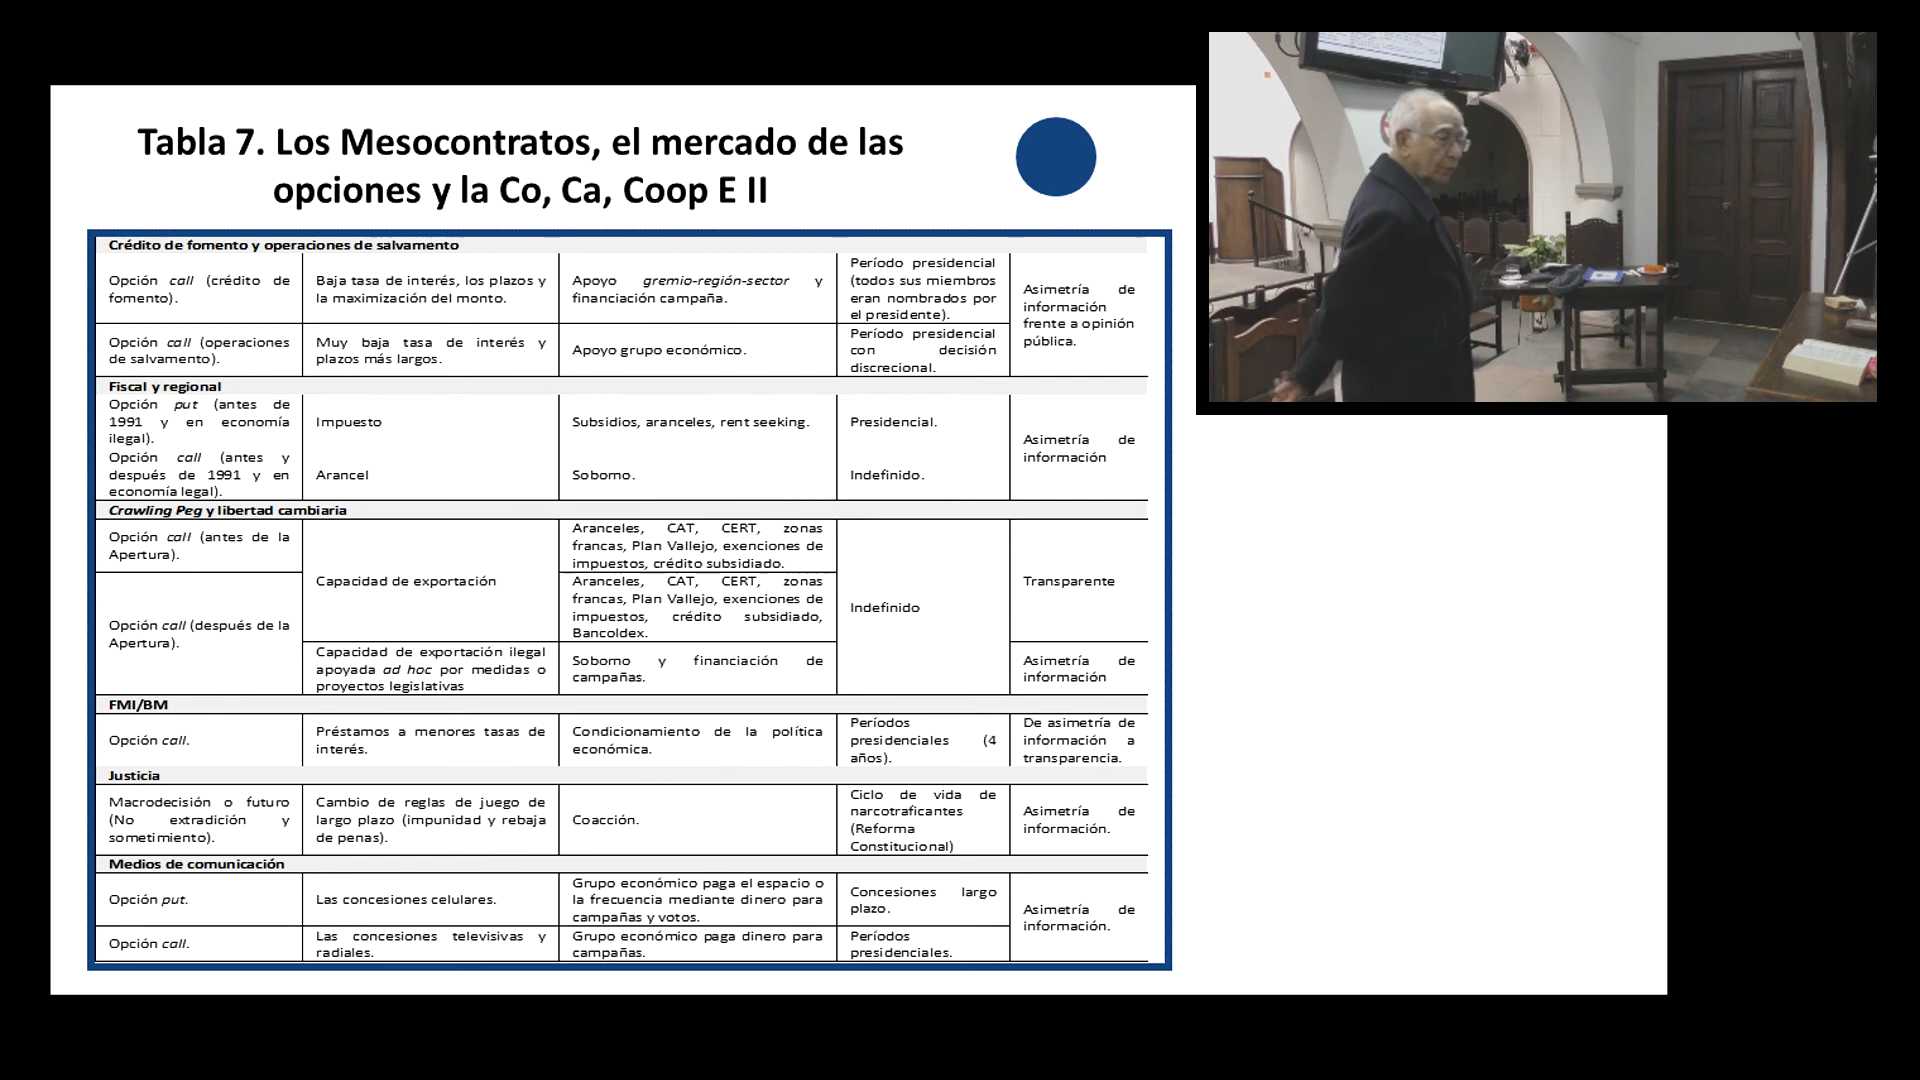 Tabla 7. Los Mesocontratos, el mercado de las
opciones y la Co, Ca, Coop E II
Crédito de fomento y operaciones de salvamento
Opción call (crédito de
fomento).
Baja tasa de interés, los plazos y
la maximización del monto.
Apoyo gremio-región-sector y
financiación campaña.
Período presidencial
(todos sus miembros
eran nombrados por
el presidente).
Asimetría de
información
frente a opinión
pública.
Opción call (operaciones
de salvamento).
Muy baja tasa de interés y
plazos más largos.
Apoyo grupo económico.
Período presidencial
con decisión
discrecional.
Fiscal y regional
Opción put (antes de
1991 y en economía
ilegal).
Impuesto
Subsidios, aranceles, rent seeking.
Presidencial.
Asimetría de
información
Opción call (antes y
después de 1991 y en
economía legal).
Arancel
Soborno.
Indefinido.
Crawling Peg y libertad cambiaria
Opción call (antes de la
Apertura).
Capacidad de exportación
Aranceles, CAT, CERT, zonas
francas, Plan Vallejo, exenciones de
impuestos, crédito subsidiado.
Indefinido
Transparente
Opción call (después de la
Apertura).
Aranceles, CAT, CERT, zonas
francas, Plan Vallejo, exenciones de
impuestos, crédito subsidiado,
Bancoldex.
Capacidad de exportación ilegal
apoyada ad hoc por medidas o
proyectos legislativas
Soborno y financiación de
campañas.
Asimetría de
información
FMI/BM
Opción call.
Préstamos a menores tasas de
interés.
Condicionamiento de la política
económica.
Períodos
presidenciales (4
años).
De asimetría de
información a
transparencia.
Justicia
Macrodecisión o futuro
(No extradición y
sometimiento).
Cambio de reglas de juego de
largo plazo (impunidad y rebaja
de penas).
Coacción.
Ciclo de vida de
narcotraficantes
(Reforma
Constitucional)
Asimetría de
información.
Medios de comunicación
Opción put.
Las concesiones celulares.
Grupo económico paga el espacio o
la frecuencia mediante dinero para
campañas y votos.
Concesiones largo
plazo.
Asimetría de
información.
Opción call.
Las concesiones televisivas y
radiales.
Grupo económico paga dinero para
campañas.
Períodos
presidenciales.